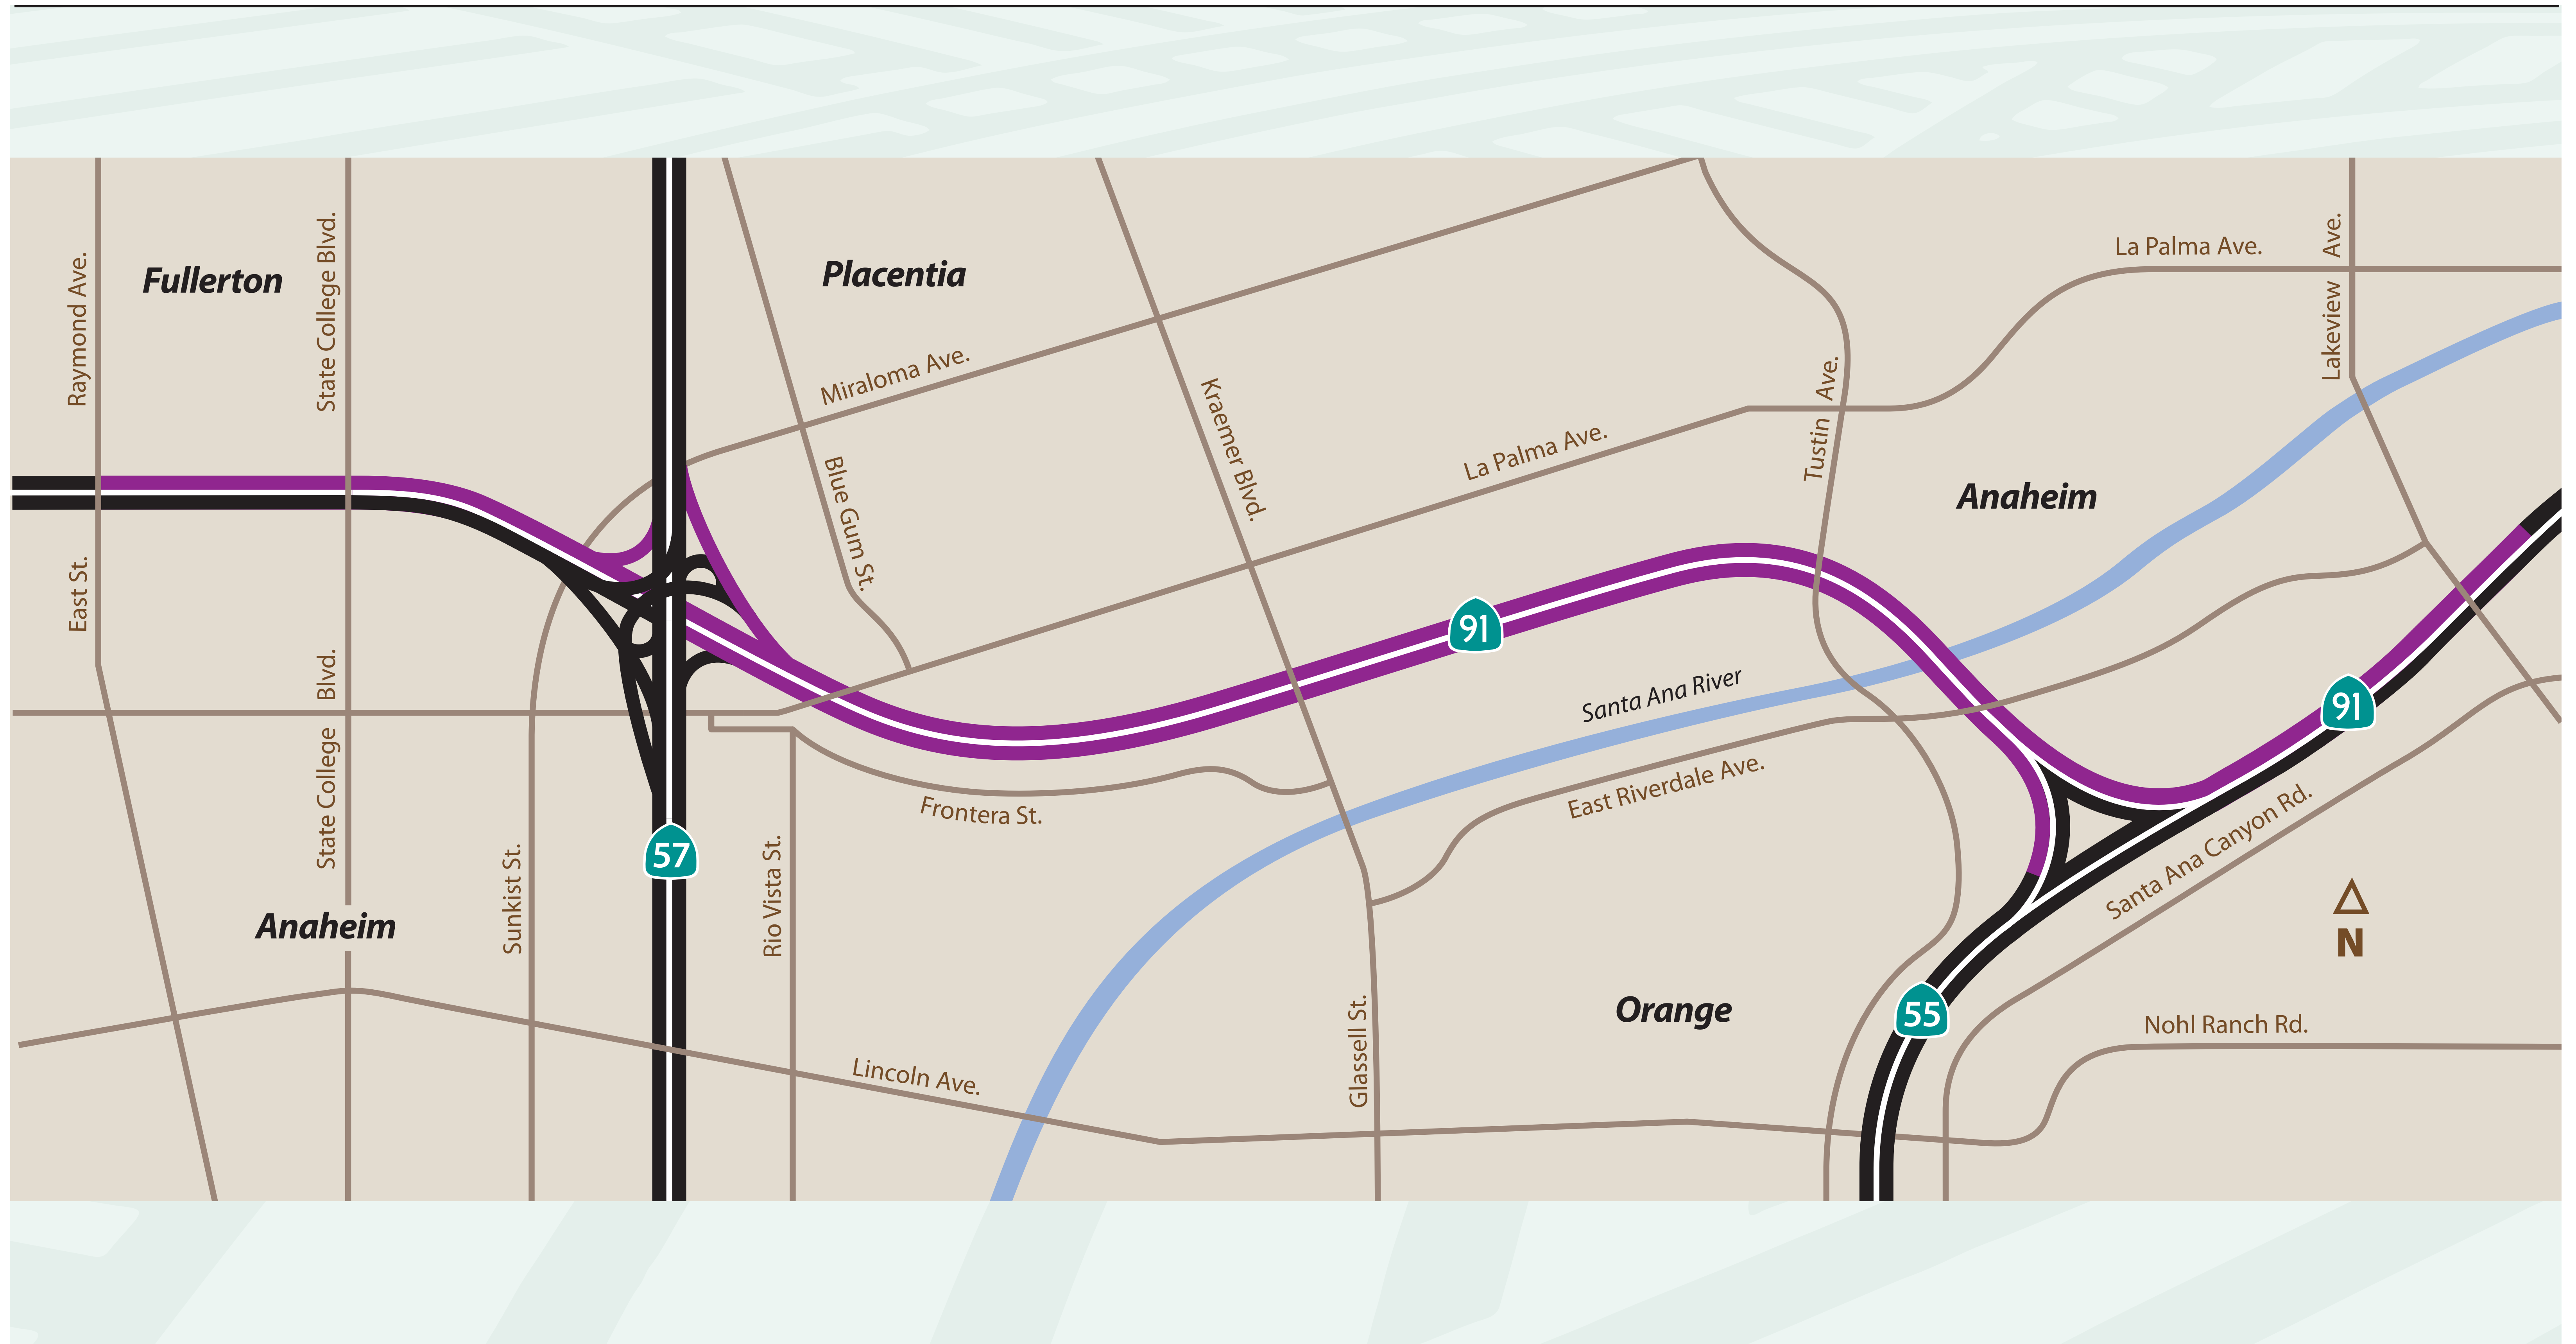 Raymond Ave.
Fullerton
State College Blvd.
Placentia
Miraloma Ave.
Blue Gum St.
Kraemer Blvd.
La Palma Ave.
Tustin Ave.
La Palma Ave.
Lakeview Ave.
Anaheim
East St.
91
Santa Ana River
91
State College Blvd.
Frontera St.
East Riverdale Ave.
57
Sunkist St.
Rio Vista St.
Anaheim
Santa Ana Canyon Rd.
N
Orange
55
Glassell St.
Nohl Ranch Rd.
Lincoln Ave.